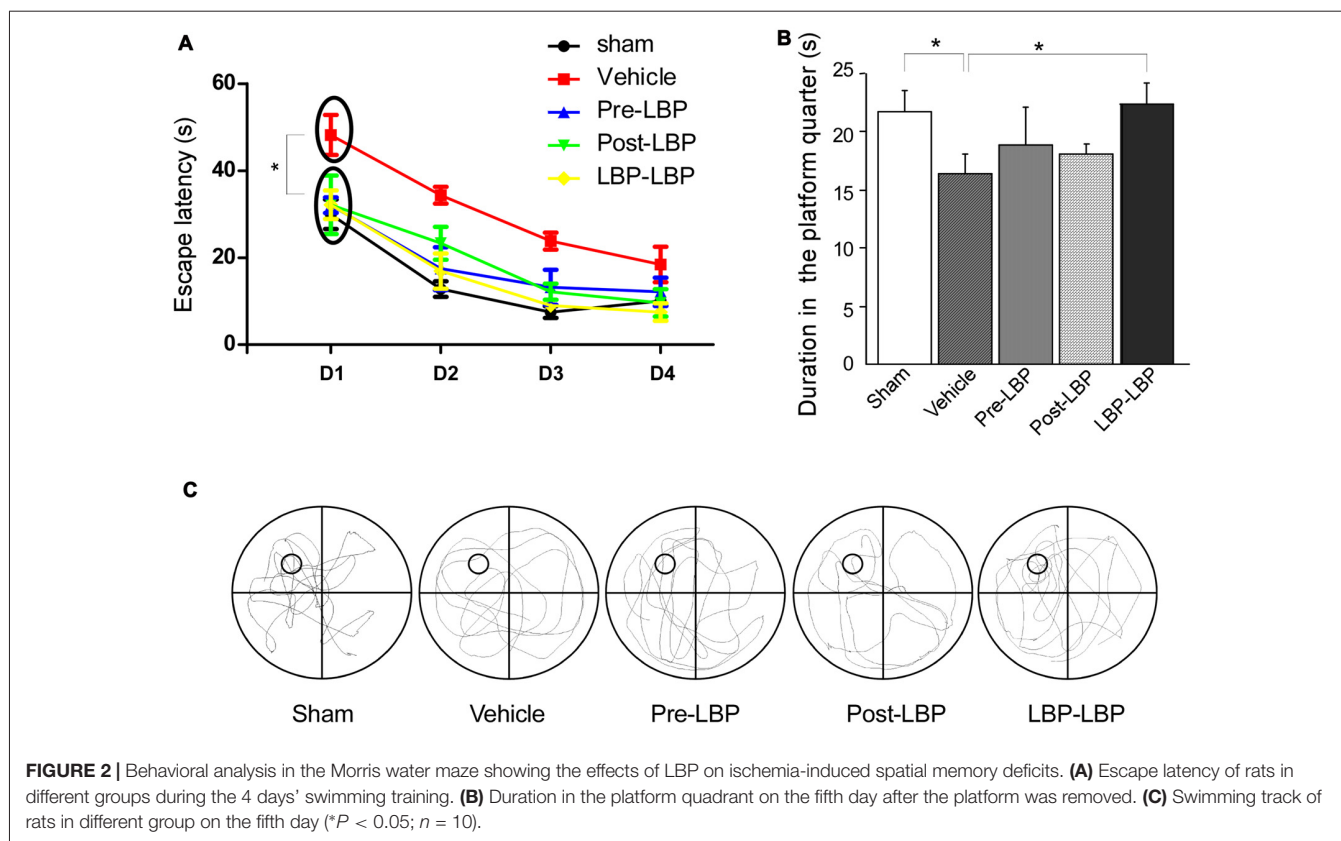 A
sham
Vehicle
Pre-LBP
Post-LBP
LBP-LBP
Escape latency (s)
60
40
20
0
*
D1 D2 D3 D4
B
* *
Duration in the platform quarter (s)
25
20
15
10
5
0
Sham Vehicle Pre-LBP Post-LBP LBP-LBP
C
Sham Vehicle Pre-LBP Post-LBP LBP-LBP
FIGURE 2 | Behavioral analysis in the Morris water maze showing the effects of LBP on ischemia-induced spatial memory deficits. (A) Escape latency of rats in
different groups during the 4 days’ swimming training. (B) Duration in the platform quadrant on the fifth day after the platform was removed. (C) Swimming track of
rats in different group on the fifth day (*P < 0.05; n = 10).